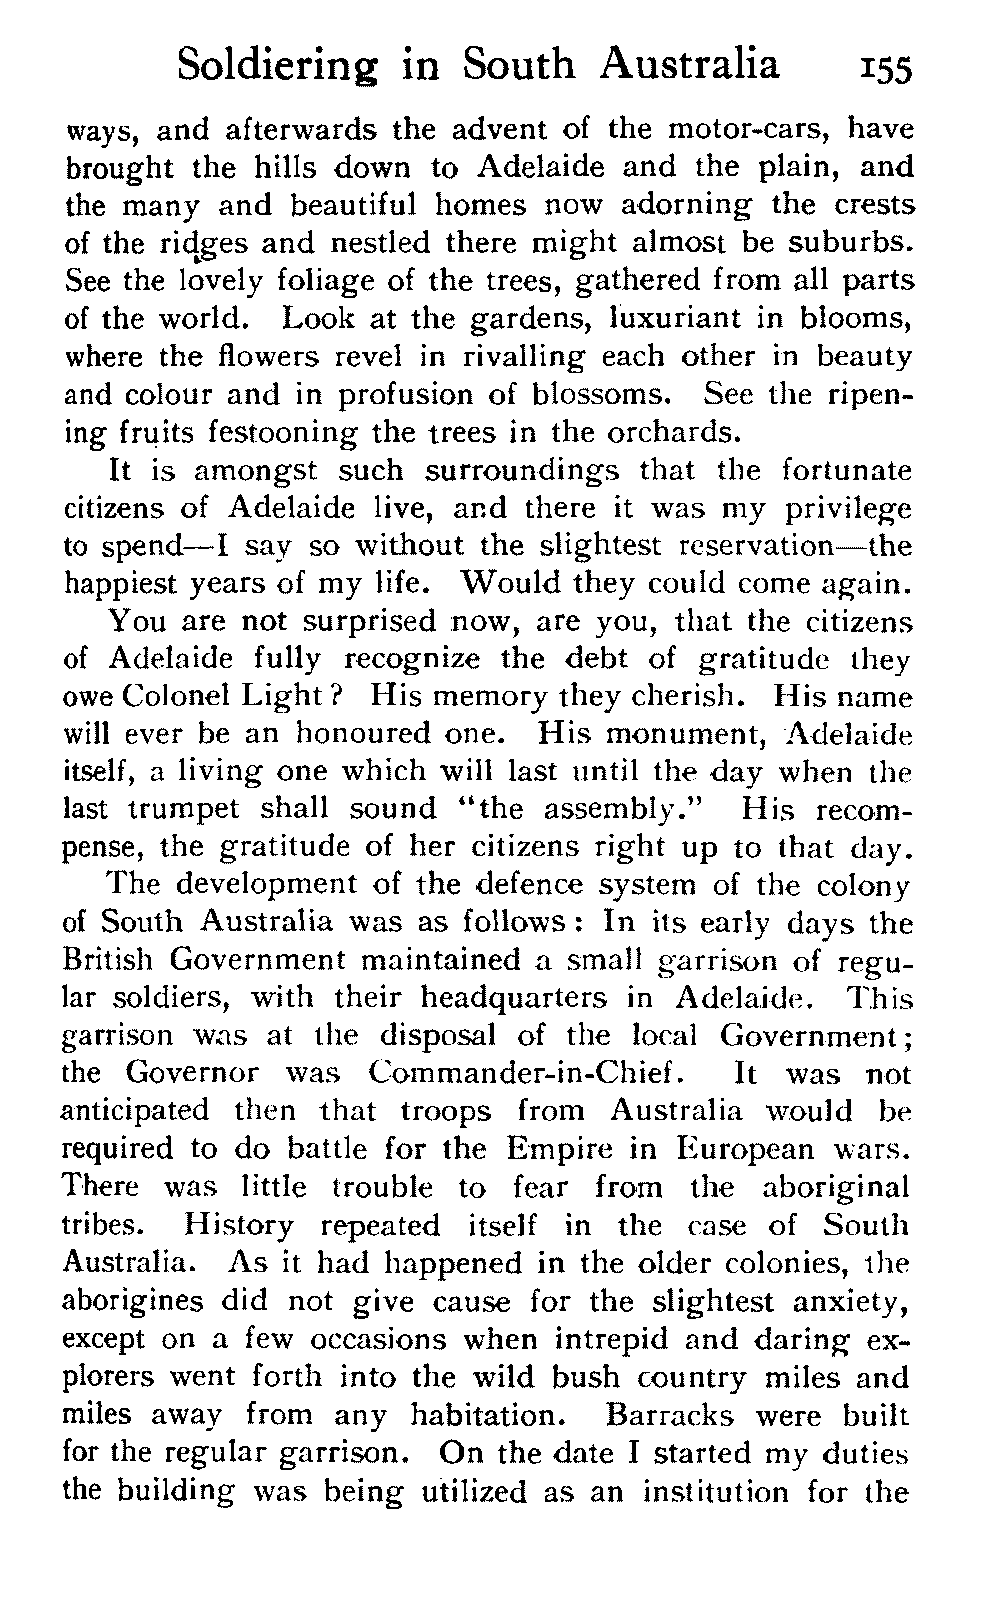 Soldiering in South Australia 155
ways, and afterwards the advent of the motor-cars, have
brought the hills down to Adelaide and the plain, and
the many and beautiful homes now adorning the crests
of the ridges and nestled there might almost be suburbs.
See the lovely foliage of the trees, gathered from all parts
of the world. Look at the gardens, luxuriant in blooms,
where the flowers revel in rivalling each other in beauty
and colour and in profusion of blossoms. See the ripen-
ing fruits festooning the trees in the orchards.
It is amongst such surroundings that the fortunate
citizens of Adelaide live, and there it was my privilege
to spend—I say so without the slightest reservation—the
happiest years of my life. Would they could come again.
You are not surprised now, are you, that the citizens
of Adelaide fully recognize the debt of gratitude they
owe Colonel Light? His memory they cherish. His name
will ever be an honoured one. His monument, Adelaide
itself, a living one which will last until the day when the
last trumpet shall sound "the assembly." His recom-
pense, the gratitude of her citizens right up to that day.
The development of the defence system of the colony
of South Australia was as follows: In its early days the
British Government maintained a small garrison of regu-
lar soldiers, with their headquarters in Adelaide. This
garrison was at the disposal of the local Government;
the Governor was Commander-in-Chief. It was not
anticipated then that troops from Australia would be
required to do battle for the Empire in European wars.
There was little trouble to fear from the aboriginal
tribes. History repeated itself in the case of South
Australia. As it had happened in the older colonies, the
aborigines did not give cause for the slightest anxiety,
except on a few occasions when intrepid and daring ex-
plorers went forth into the wild bush country miles and
miles away from any habitation. Barracks were built
for the regular garrison. On the date I started my duties
the building was being utilized as an institution for the